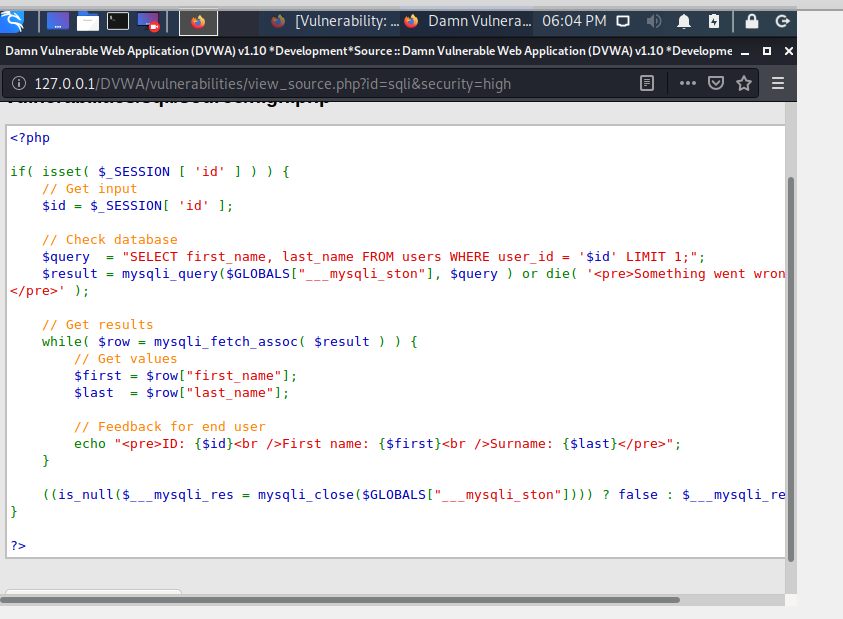 [Vulnerability: ... Damn Vulnera... 06:04 PM
Damn Vulnerable Web Application (DVWA) v1.10 *Development*Source :: Damn Vulnerable Web Application (DVWA) v1.10 *Developme
127.0.0.1/DVWA/vulnerabilities/view_source.php?id=sqli&security=high
<?php
if( isset( $_SESSION [ 'id' ] ) ) {
    // Get input
    $id = $_SESSION[ 'id' ];
    // Check database
    $query  = "SELECT first_name, last_name FROM users WHERE user_id = '$id' LIMIT 1;";
    $result = mysqli_query($GLOBALS["___mysqli_ston"], $query ) or die( '<pre>Something went wron
</pre>' );
    // Get results
    while( $row = mysqli_fetch_assoc( $result ) ) {
        // Get values
        $first = $row["first_name"];
        $last  = $row["last_name"];
        // Feedback for end user
        echo "<pre>ID: {$id}<br />First name: {$first}<br />Surname: {$last}</pre>";
    }
    ((is_null($___mysqli_res = mysqli_close($GLOBALS["___mysqli_ston"]))) ? false : $___mysqli_re
}
?>